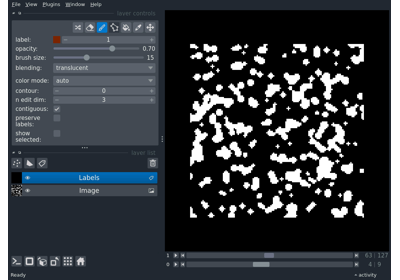 File View Plugins Window Help
layer controls
label: 1
opacity: 0.70
brush size: 15
blending: translucent
color mode: auto
contour: 0
n edit dim: 3
contiguous:
preserve
labels:
show
selected:
layer list
Labels
Image
1 63 127
0 4 9
Ready
activity